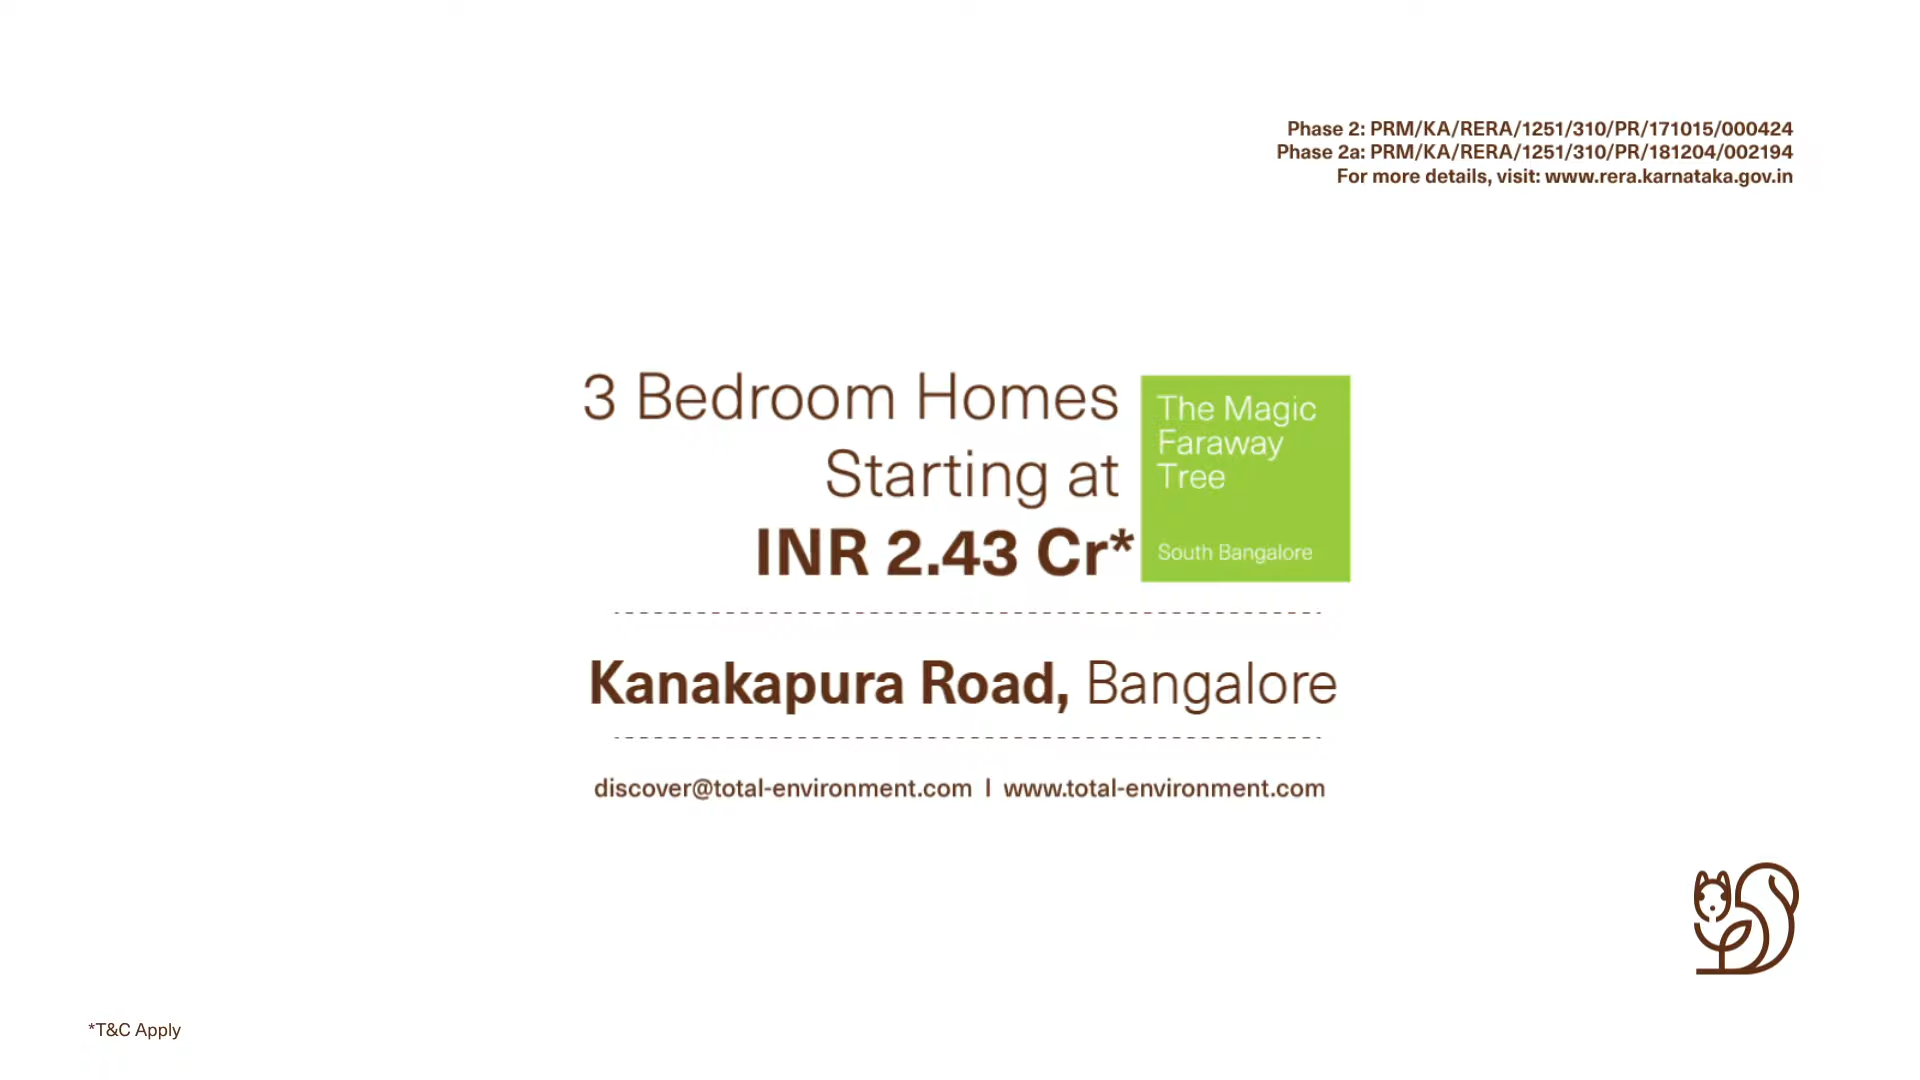 Phase 2: PRM/KA/RERA/1251/310/PR/171015/000424
Phase 2a: PRM/KA/RERA/1251/310/PR/181204/002194
For more details, visit: www.rera.karnataka.gov.in
3 Bedroom Homes
Starting at
INR 2.43 Cr*
The Magic
Faraway
Tree
South Bangalore
Kanakapura Road, Bangalore
discover@total-environment.com | www.total-environment.com
*T&C Apply